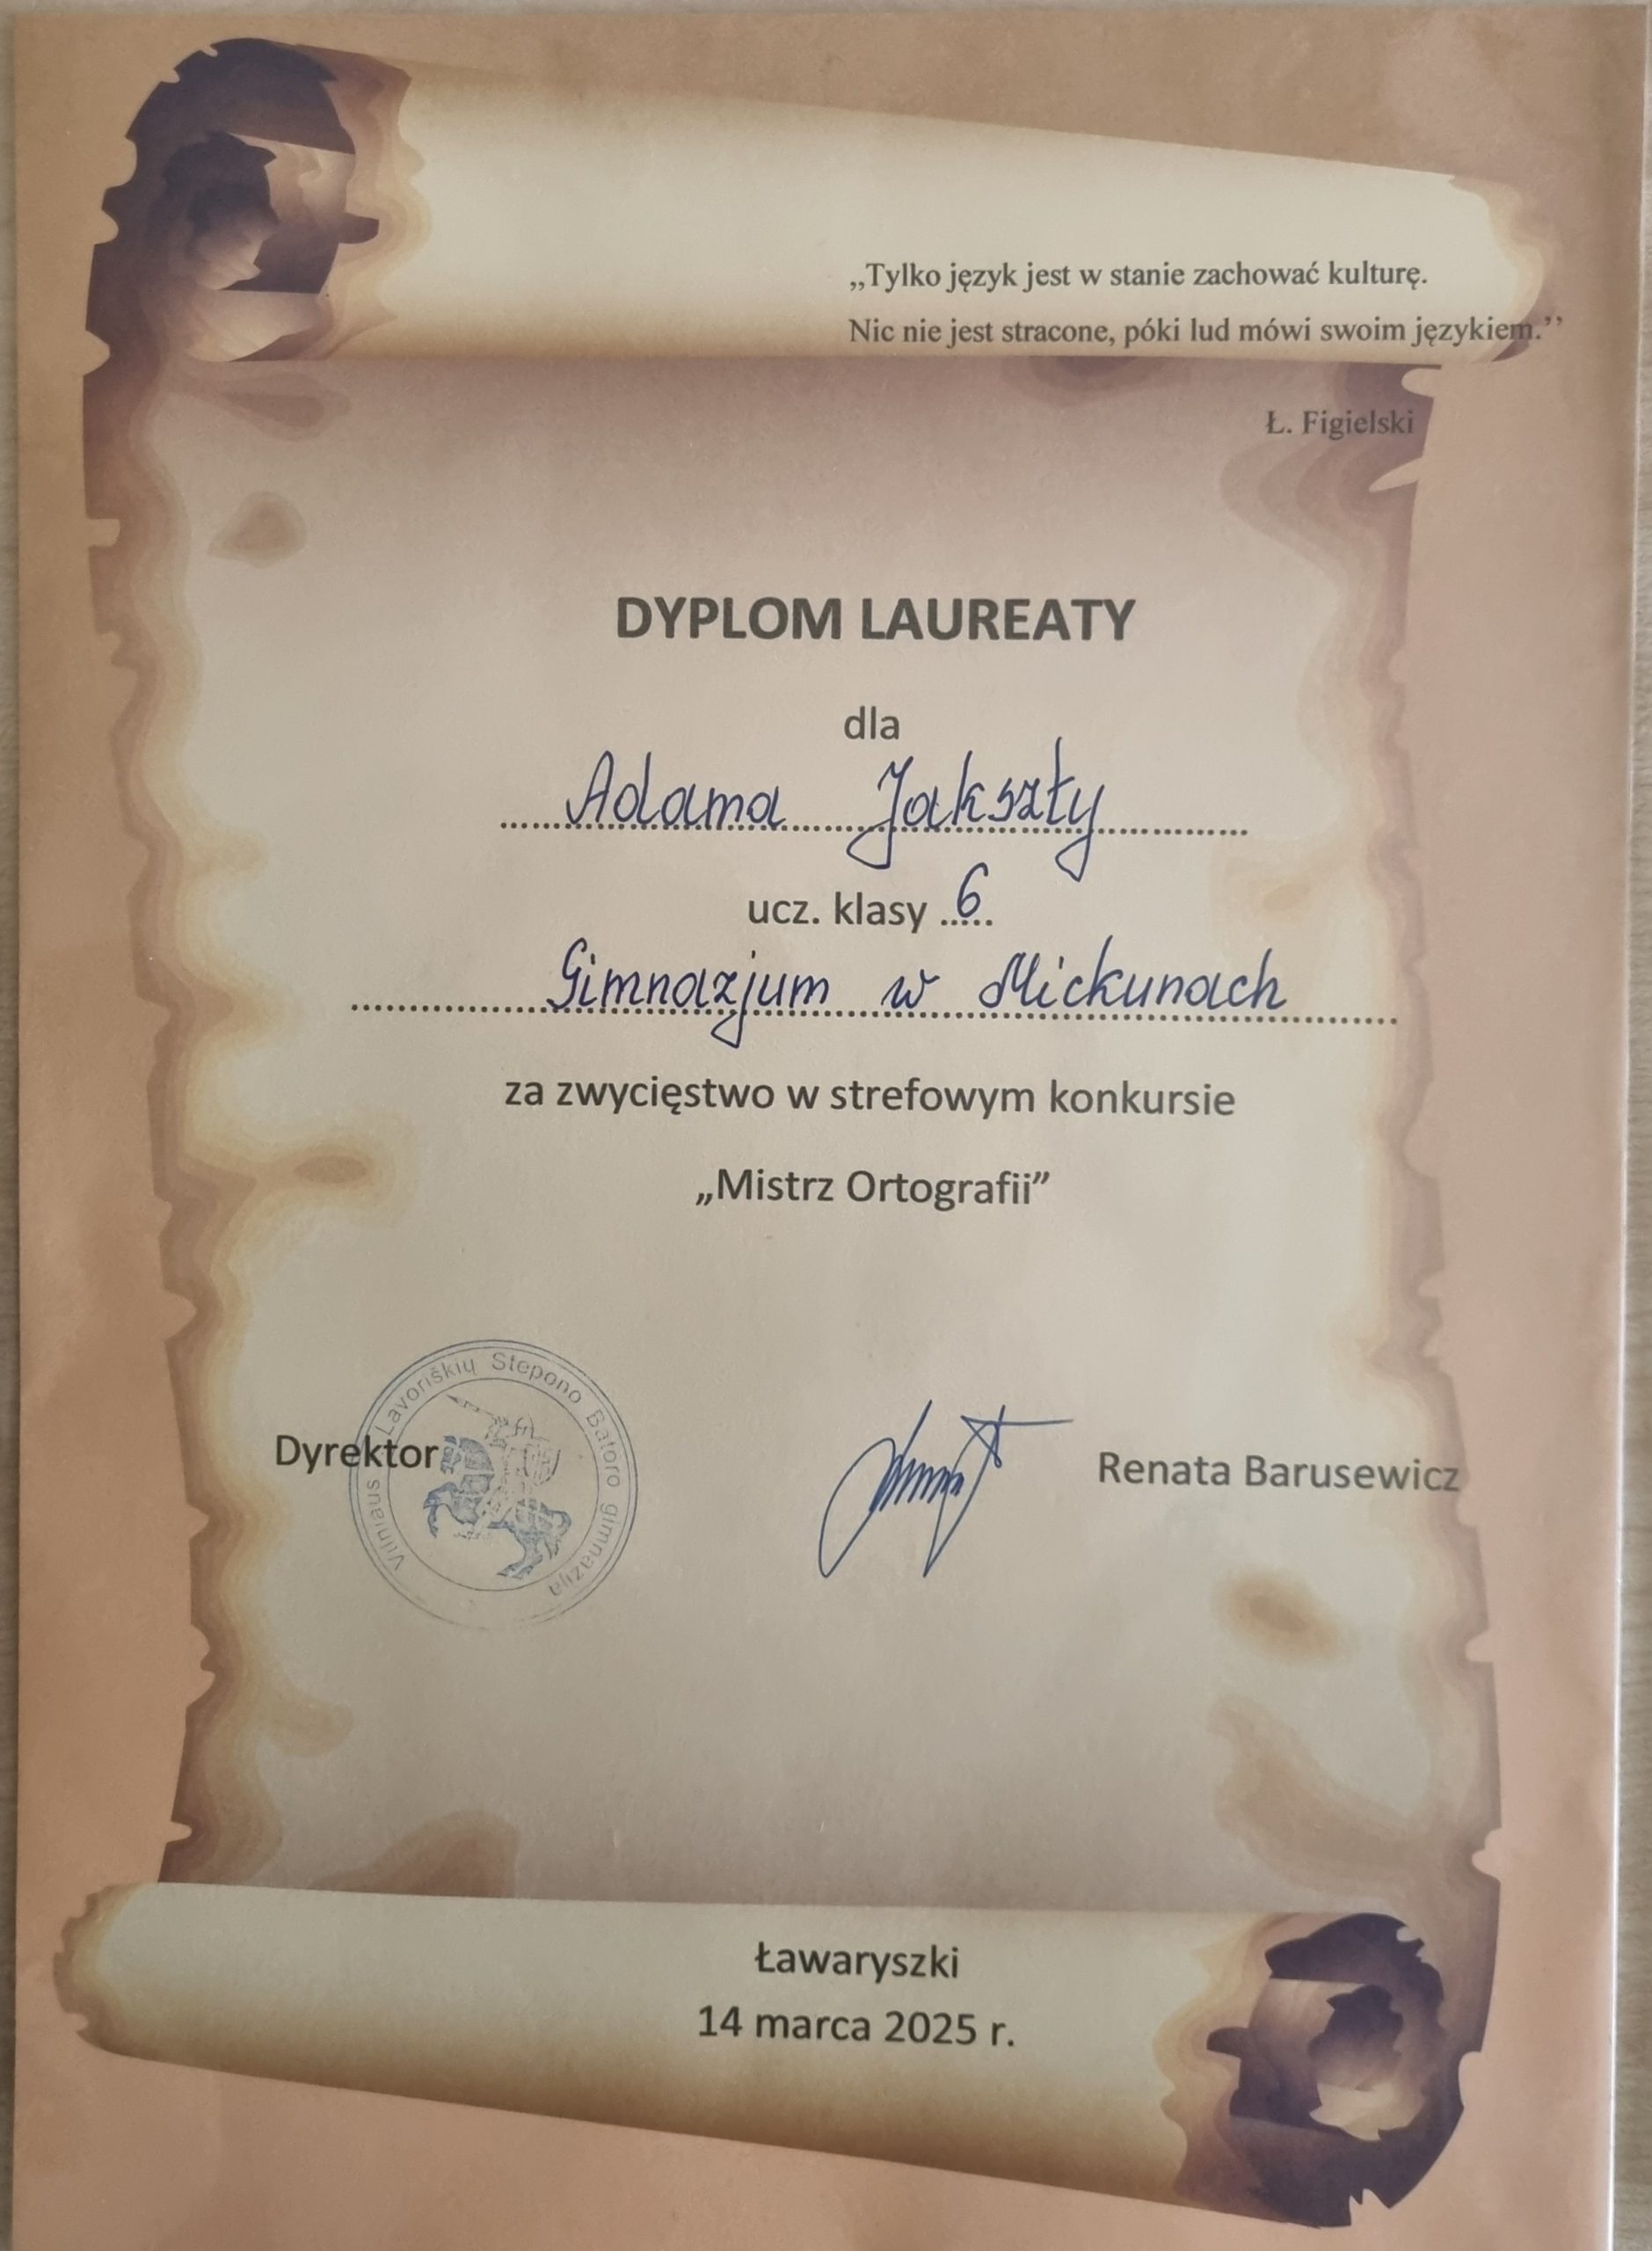 „Tylko język jest w stanie zachować kulturę.
Nic nie jest stracone, póki lud mówi swoim językiem.’’
Ł. Figielski
DYPLOM LAUREATY
dla
Adama Jakszty
ucz. klasy 6
Gimnazjum w Mickunach
za zwycięstwo w strefowym konkursie
„Mistrz Ortografii”
Vilniaus Lavoriškių Stepono Batoro gimnazija
Dyrektor
Renata Barusewicz
Ławaryszki
14 marca 2025 r.